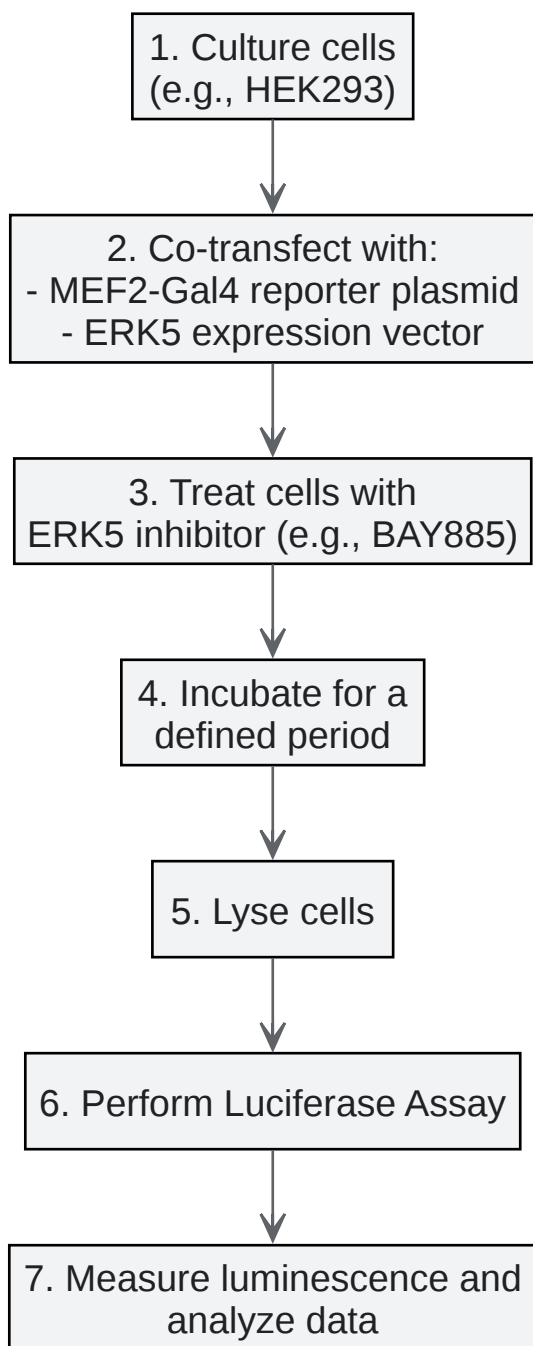 1. Culture cells
(e.g., HEK293)
2. Co-transfect with:
- MEF2-Gal4 reporter plasmid
- ERK5 expression vector
3. Treat cells with
ERK5 inhibitor (e.g., BAY885)
4. Incubate for a
defined period
5. Lyse cells
6. Perform Luciferase Assay
7. Measure luminescence and
analyze data